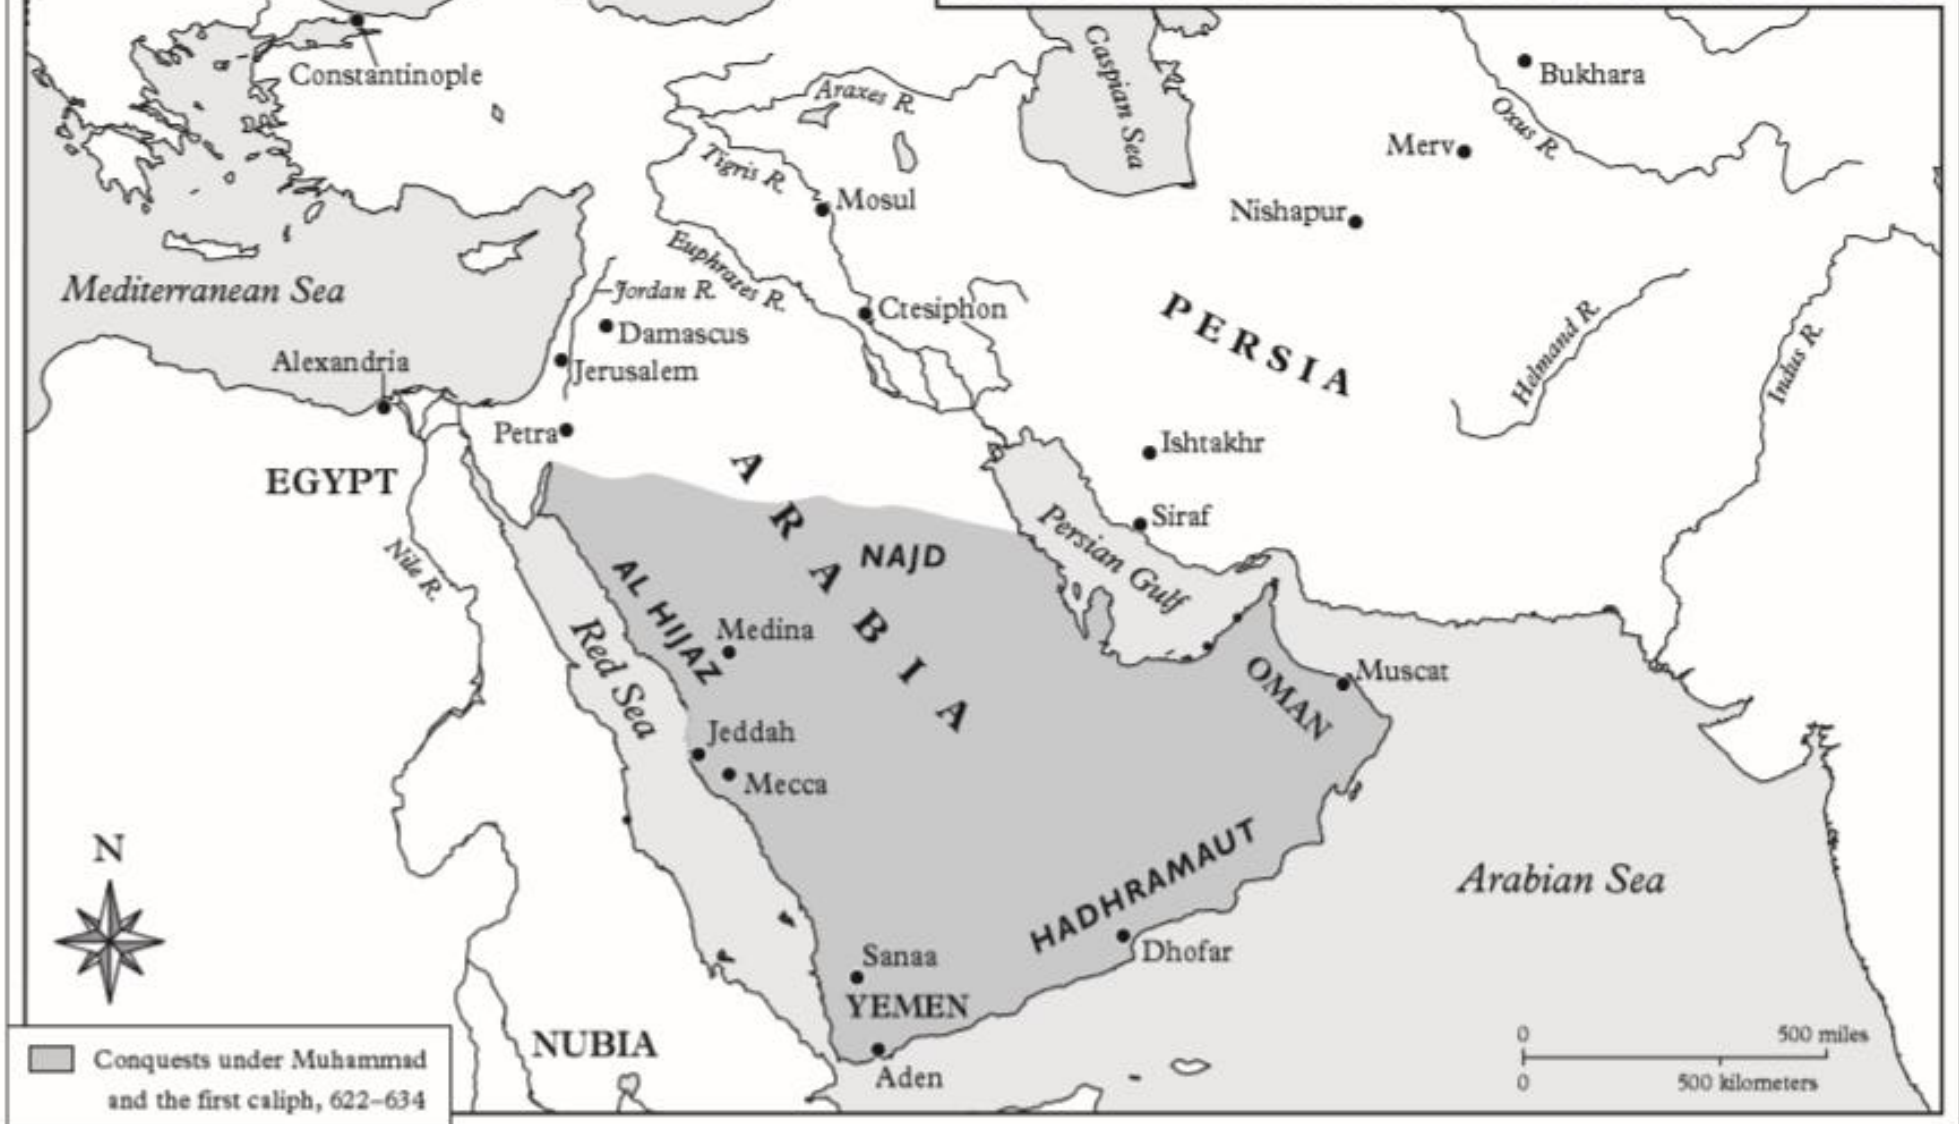 Constantinople
Araxes R.
Caspian Sea
Bukhara
Oxus R.
Merv
Tigris R.
Mosul
Nishapur
Euphrates R.
Mediterranean Sea
Jordan R.
Ctesiphon
PERSIA
Helmand R.
Indus R.
Damascus
Alexandria
Jerusalem
Petra
Ishtakhr
EGYPT
ARABIA
Siraf
Persian Gulf
Nile R.
NAJD
AL HIJAZ
Medina
Red Sea
OMAN
Muscat
Jeddah
Mecca
N
HADHRAMAUT
Arabian Sea
Dhofar
Sanaa
YEMEN
NUBIA
Aden
0 500 miles
0 500 kilometers
Conquests under Muhammad
and the first caliph, 622–634